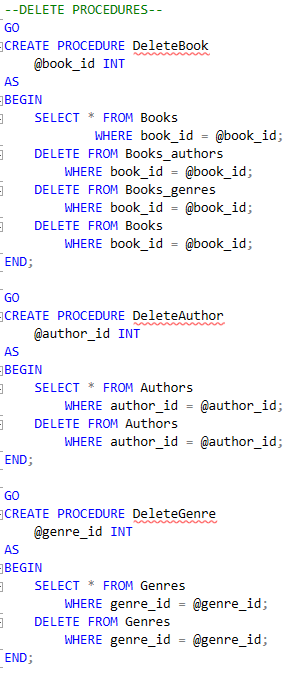 --DELETE PROCEDURES--
GO
CREATE PROCEDURE DeleteBook
    @book_id INT
AS
BEGIN
    SELECT * FROM Books
            WHERE book_id = @book_id;
    DELETE FROM Books_authors
        WHERE book_id = @book_id;
    DELETE FROM Books_genres
        WHERE book_id = @book_id;
    DELETE FROM Books
        WHERE book_id = @book_id;
END;

GO
CREATE PROCEDURE DeleteAuthor
    @author_id INT
AS
BEGIN
    SELECT * FROM Authors
        WHERE author_id = @author_id;
    DELETE FROM Authors
        WHERE author_id = @author_id;
END;

GO
CREATE PROCEDURE DeleteGenre
    @genre_id INT
AS
BEGIN
    SELECT * FROM Genres
        WHERE genre_id = @genre_id;
    DELETE FROM Genres
        WHERE genre_id = @genre_id;
END;